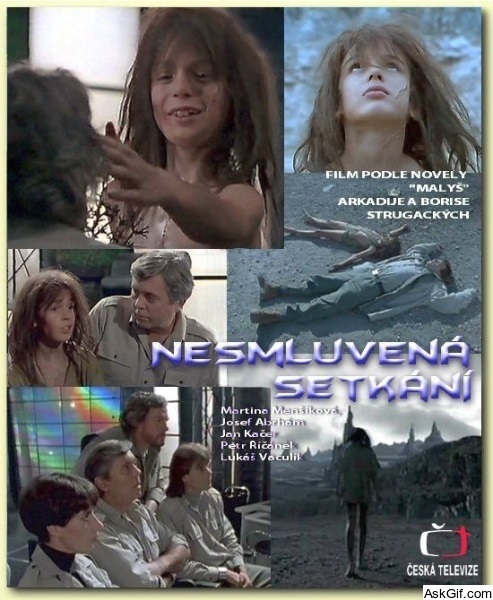 FILM PODLE NOVELY
"MALYŠ"
ARKADIJE A BORISE
STRUGACKÝCH
NESMLUVENÁ
SETKÁNÍ
Martina Menšíková,
Josef Abrhám
Jan Kačer
Petr Říčánek
Lukáš Vaculík
ČESKÁ TELEVIZE
AskGif.com